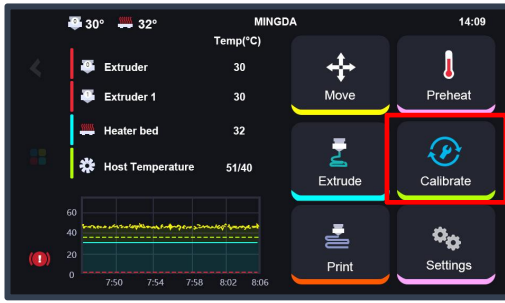 30° 32° MINGDA 14:09
Temp(°C)
Extruder 30
Extruder 1 30
Heater bed 32
Host Temperature 51/40
Move
Preheat
Extrude
Calibrate
Print
Settings
60
40
20
0
7:50 7:54 7:58 8:02 8:06